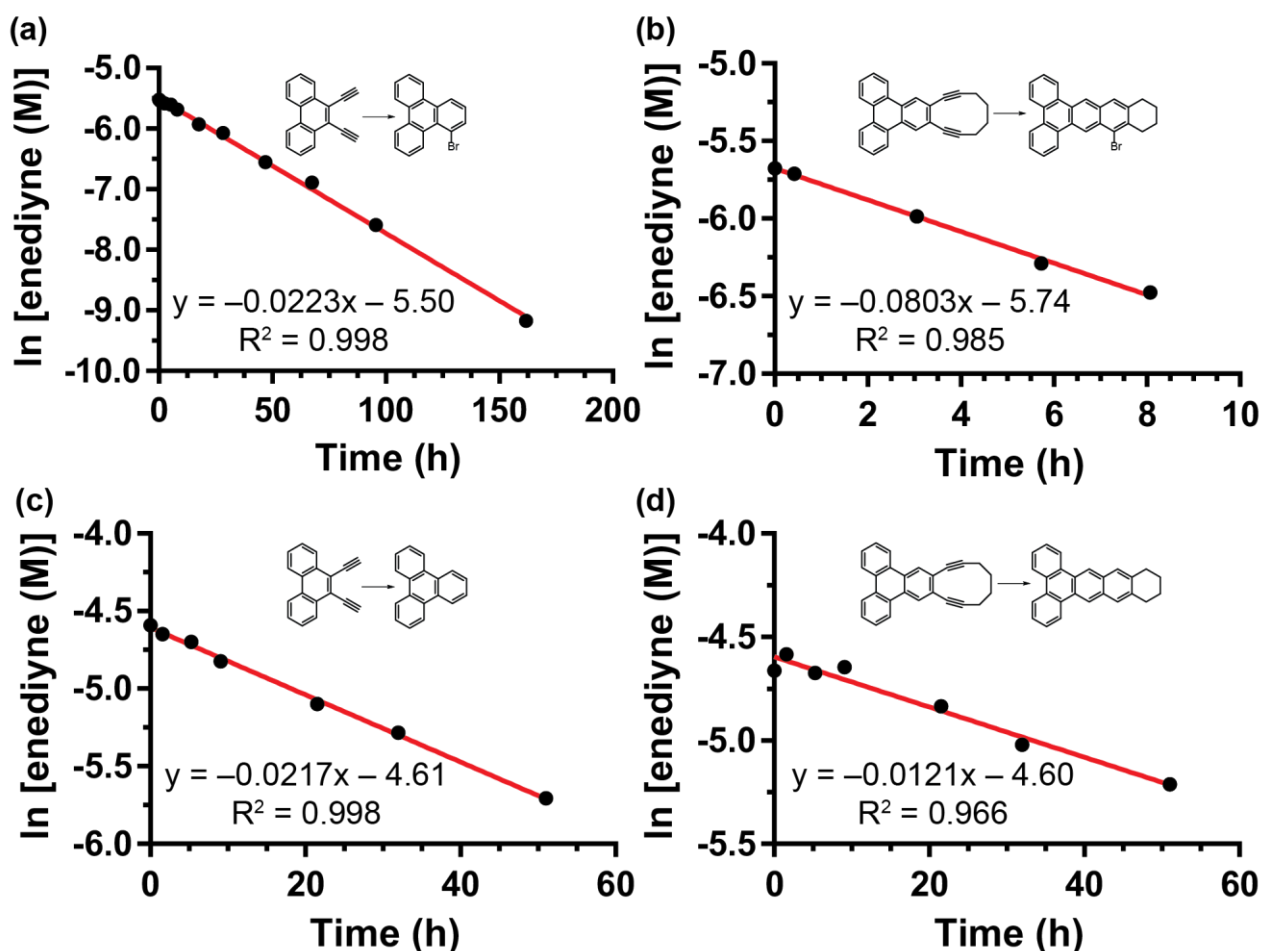 (a)
ln [enediyne (M)]
-5.0
-6.0
-7.0
-8.0
-9.0
-10.0
Br
y = –0.0223x – 5.50
R² = 0.998
0 50 100 150 200
Time (h)
(b)
ln [enediyne (M)]
-5.0
-5.5
-6.0
-6.5
-7.0
Br
y = –0.0803x – 5.74
R² = 0.985
0 2 4 6 8 10
Time (h)
(c)
ln [enediyne (M)]
-4.0
-4.5
-5.0
-5.5
-6.0
y = –0.0217x – 4.61
R² = 0.998
0 20 40 60
Time (h)
(d)
ln [enediyne (M)]
-4.0
-4.5
-5.0
-5.5
y = –0.0121x – 4.60
R² = 0.966
0 20 40 60
Time (h)